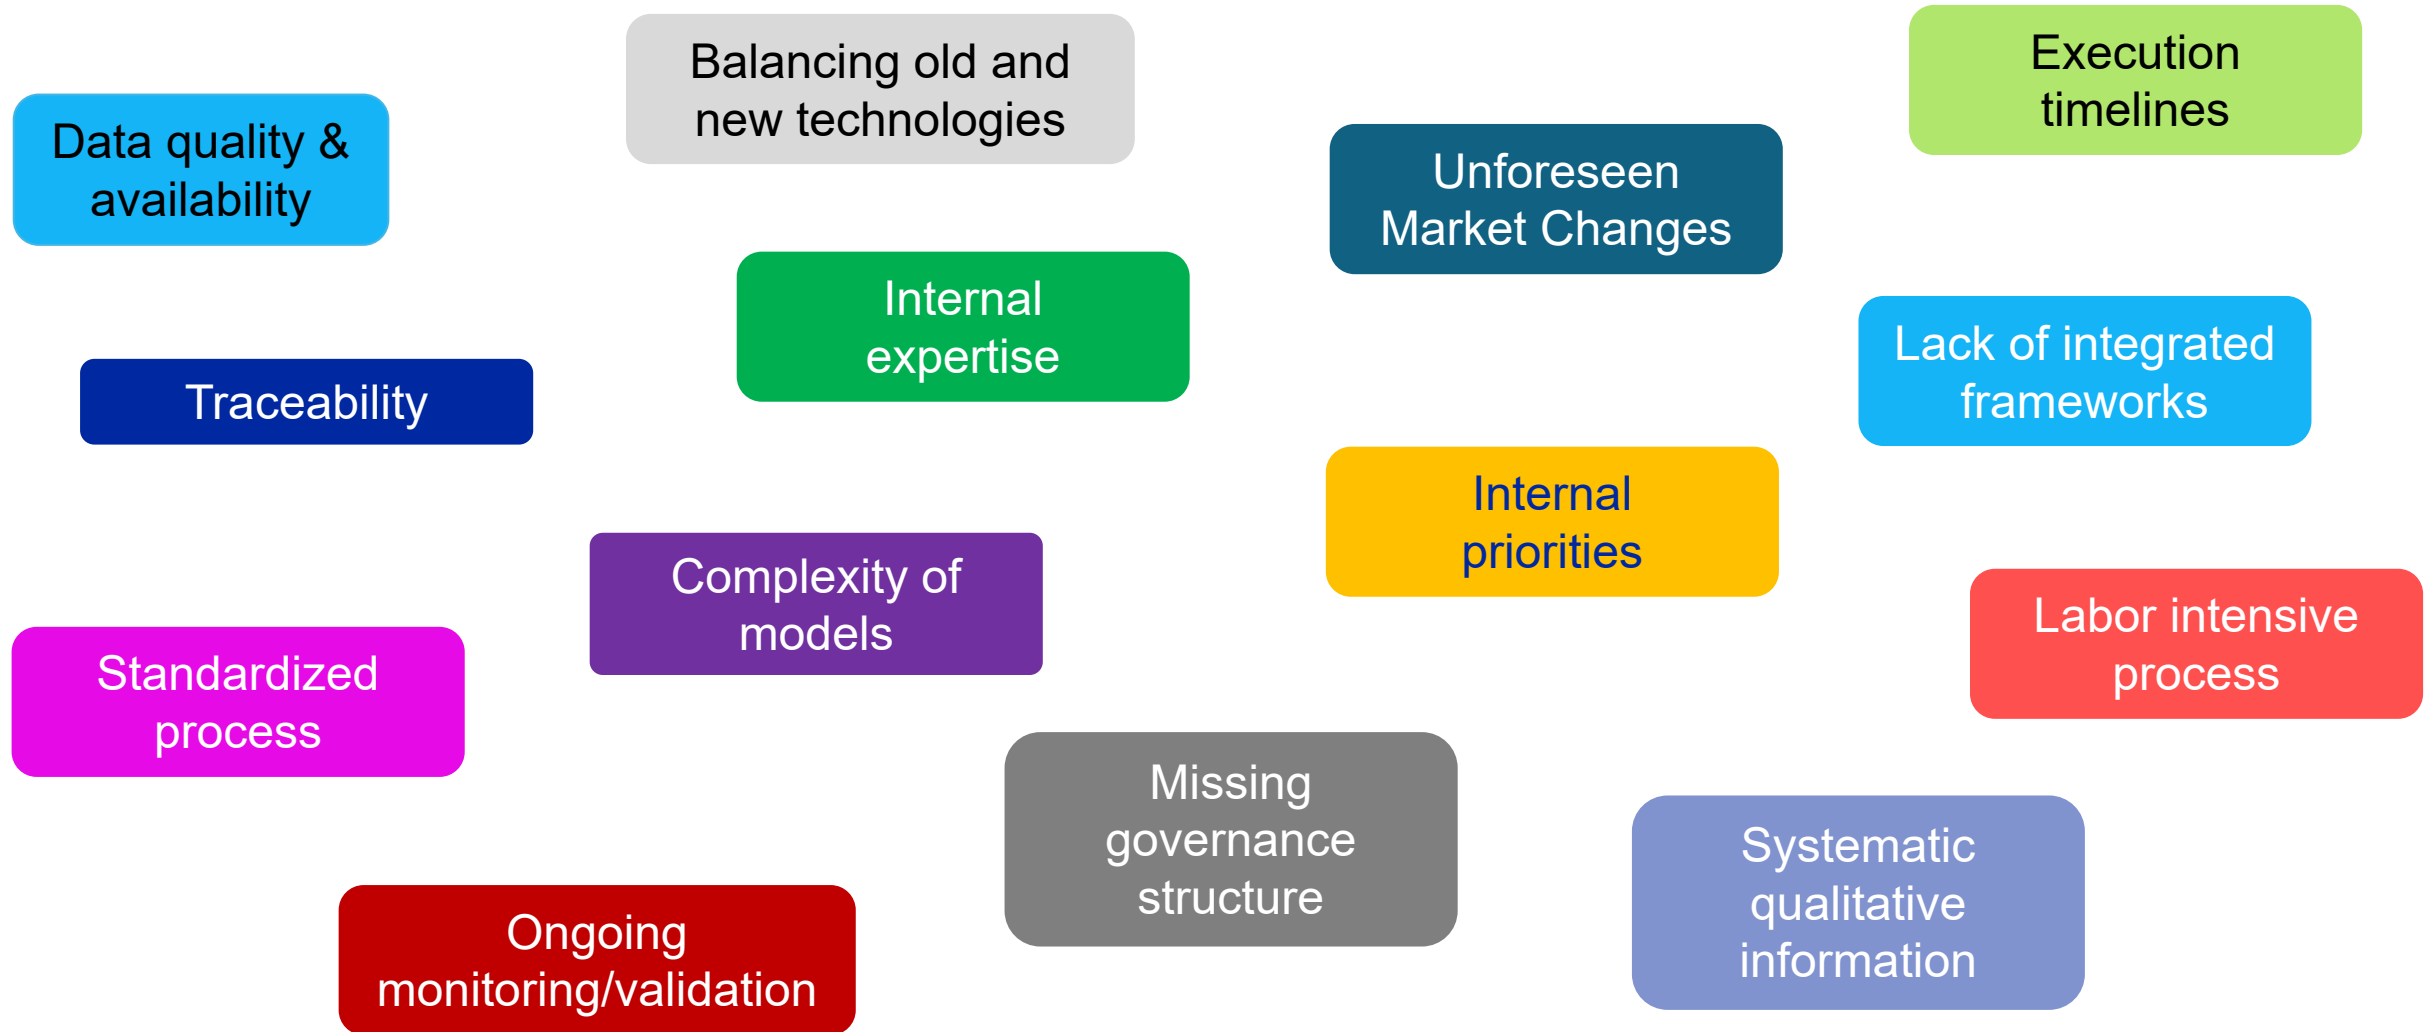 Balancing old and
new technologies
Execution
timelines
Data quality &
availability
Unforeseen
Market Changes
Internal
expertise
Lack of integrated
frameworks
Traceability
Internal
priorities
Complexity of
models
Labor intensive
process
Standardized
process
Missing
governance
structure
Systematic
qualitative
information
Ongoing
monitoring/validation